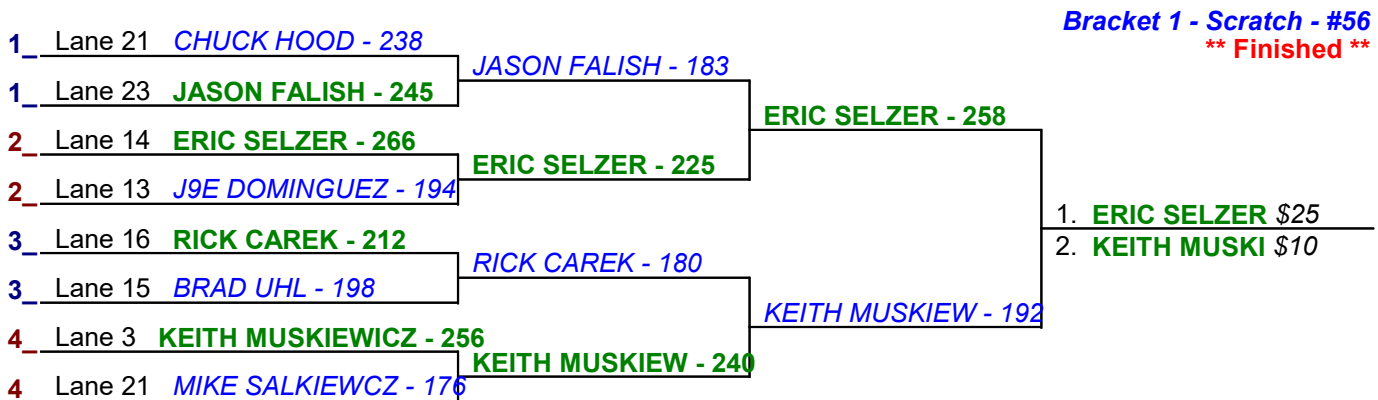 Bracket 1 - Scratch - #56
** Finished **
1_ Lane 21 CHUCK HOOD - 238
JASON FALISH - 183
1_ Lane 23 JASON FALISH - 245
ERIC SELZER - 258
2_ Lane 14 ERIC SELZER - 266
ERIC SELZER - 225
2_ Lane 13 J9E DOMINGUEZ - 194
1. ERIC SELZER $25
3_ Lane 16 RICK CAREK - 212
2. KEITH MUSKI $10
RICK CAREK - 180
3_ Lane 15 BRAD UHL - 198
KEITH MUSKIEW - 192
4_ Lane 3 KEITH MUSKIEWICZ - 256
KEITH MUSKIEW - 240
4 Lane 21 MIKE SALKIEWCZ - 176